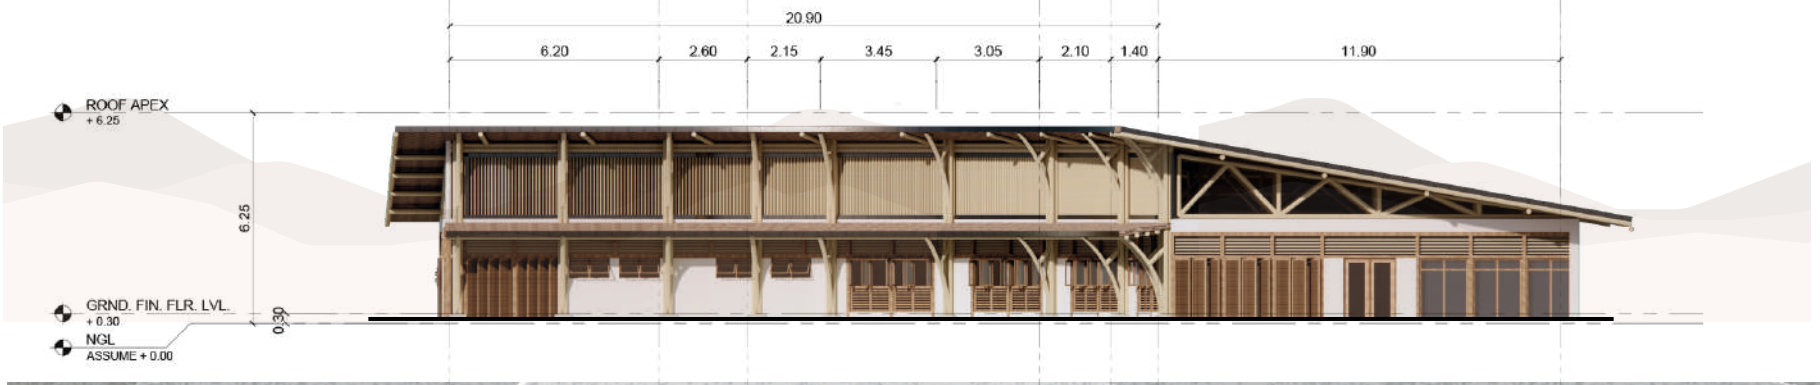 20.90
6.20 2.60 2.15 3.45 3.05 2.10 1.40 11.90
ROOF APEX
+ 6.25
6.25
GRND. FIN. FLR. LVL.
+ 0.30
0.30
NGL
ASSUME + 0.00